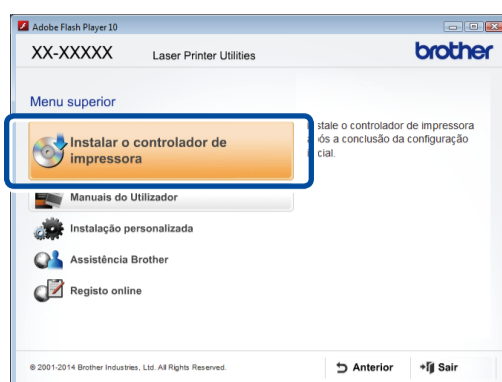 Adobe Flash Player 10
XX-XXXXX
Laser Printer Utilities
brother
Menu superior
Instalar o controlador de
impressora
stale o controlador de impressora
ós a conclusão da configuração
cial.
Manuais do Utilizador
Instalação personalizada
Assistência Brother
Registo online
© 2001-2014 Brother Industries, Ltd. All Rights Reserved.
Anterior
Sair